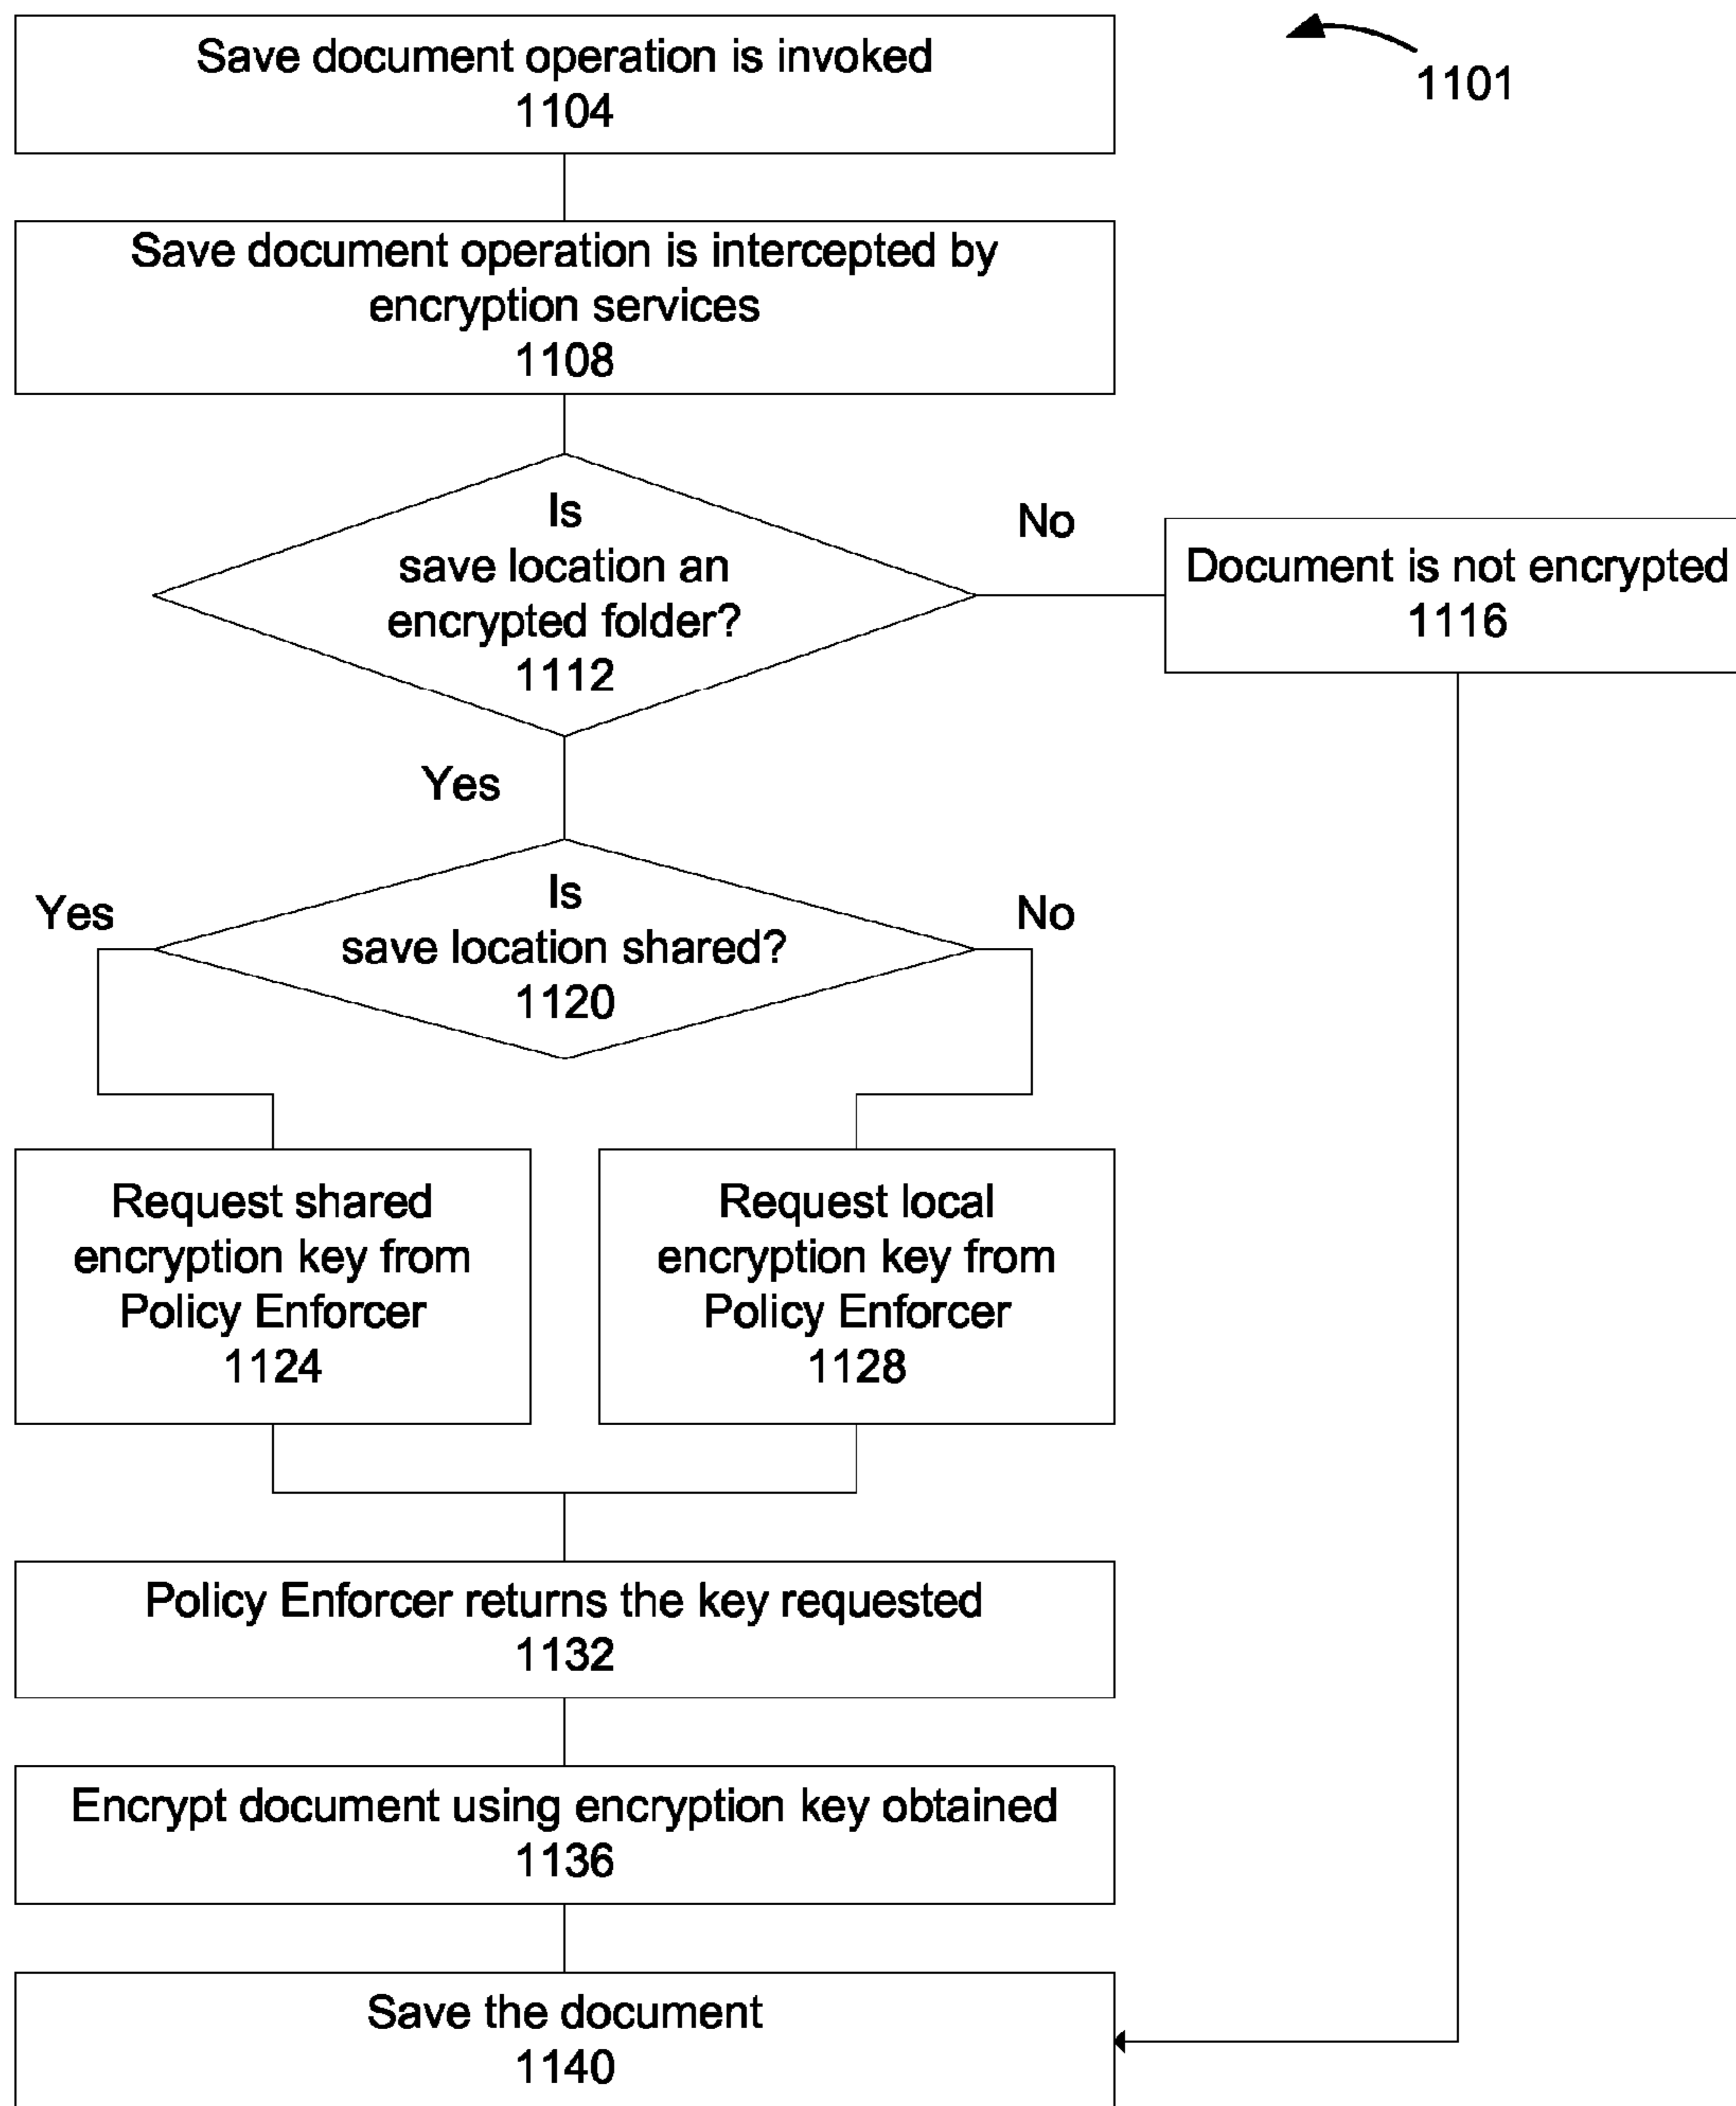 Save document operation is invoked
1104
1101
Save document operation is intercepted by
encryption services
1108
Is
save location an
encrypted folder?
1112
No
Document is not encrypted
1116
Yes
Is
save location shared?
1120
Yes
No
Request shared
encryption key from
Policy Enforcer
1124
Request local
encryption key from
Policy Enforcer
1128
Policy Enforcer returns the key requested
1132
Encrypt document using encryption key obtained
1136
Save the document
1140